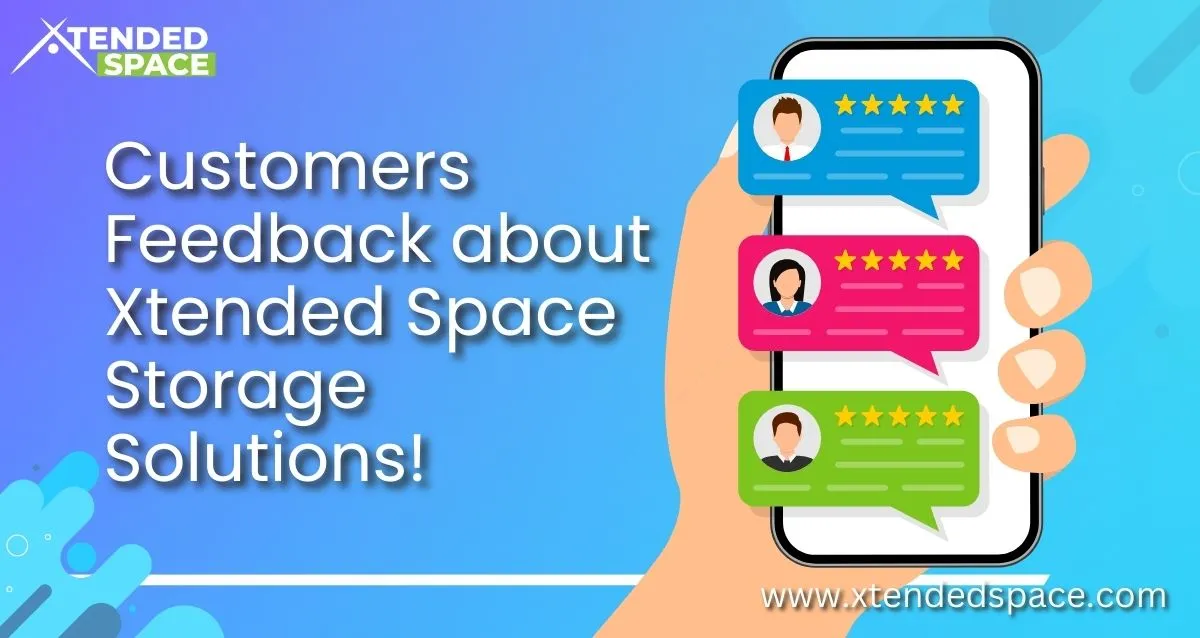 XTENDED
SPACE
Customers
Feedback about
Xtended Space
Storage
Solutions!
www.xtendedspace.com